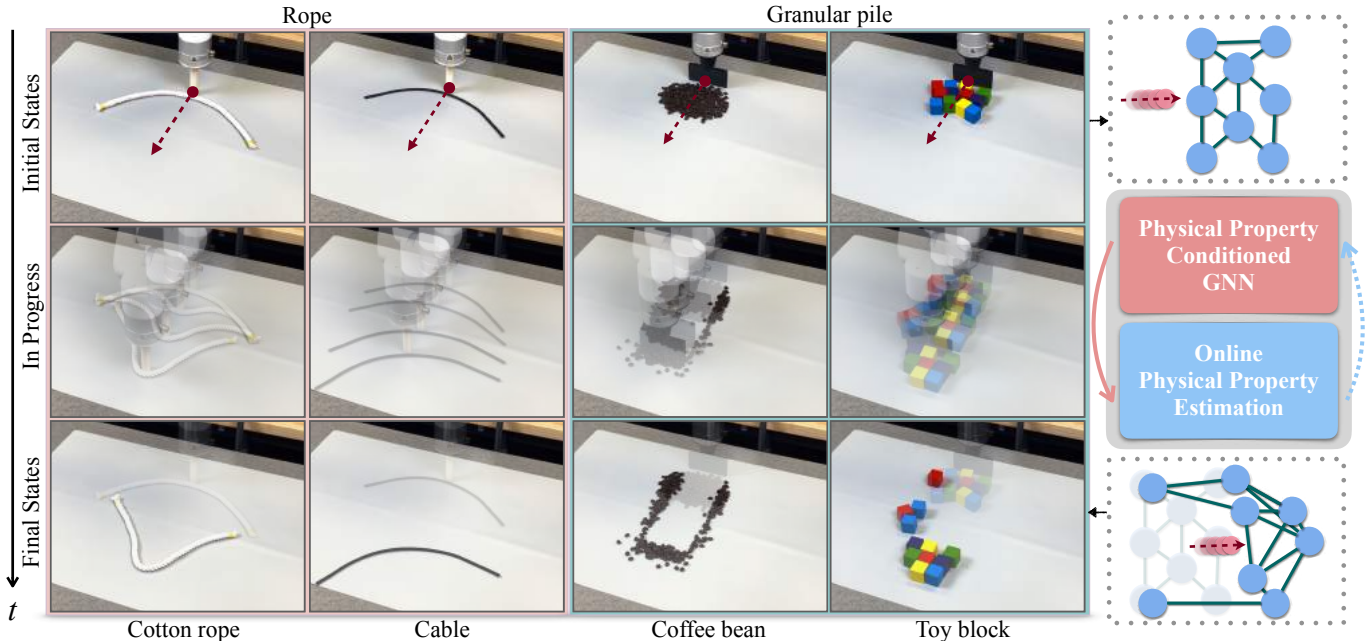 Rope
Granular pile
Initial States
In Progress
Final States
t
Physical Property
Conditioned
GNN
Online
Physical Property
Estimation
Cotton rope
Cable
Coffee bean
Toy block